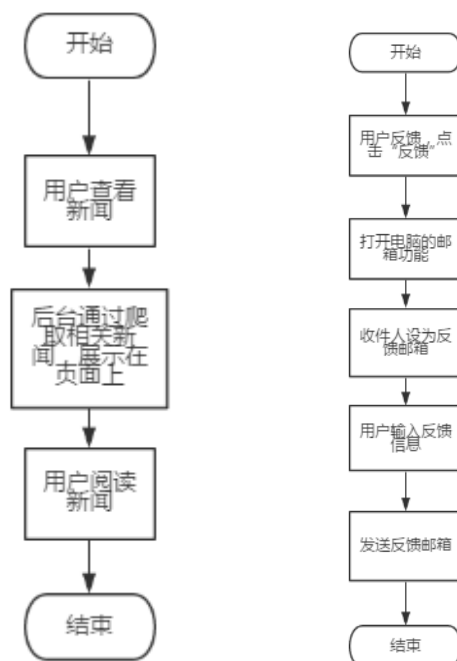 开始
用户查看
新闻
后台通过爬
取相关新
闻，展示在
页面上
用户阅读
新闻
结束
开始
用户反馈，点
击“反馈”
打开电脑的邮
箱功能
收件人设为反
馈邮箱
用户输入反馈
信息
发送反馈邮箱
结束